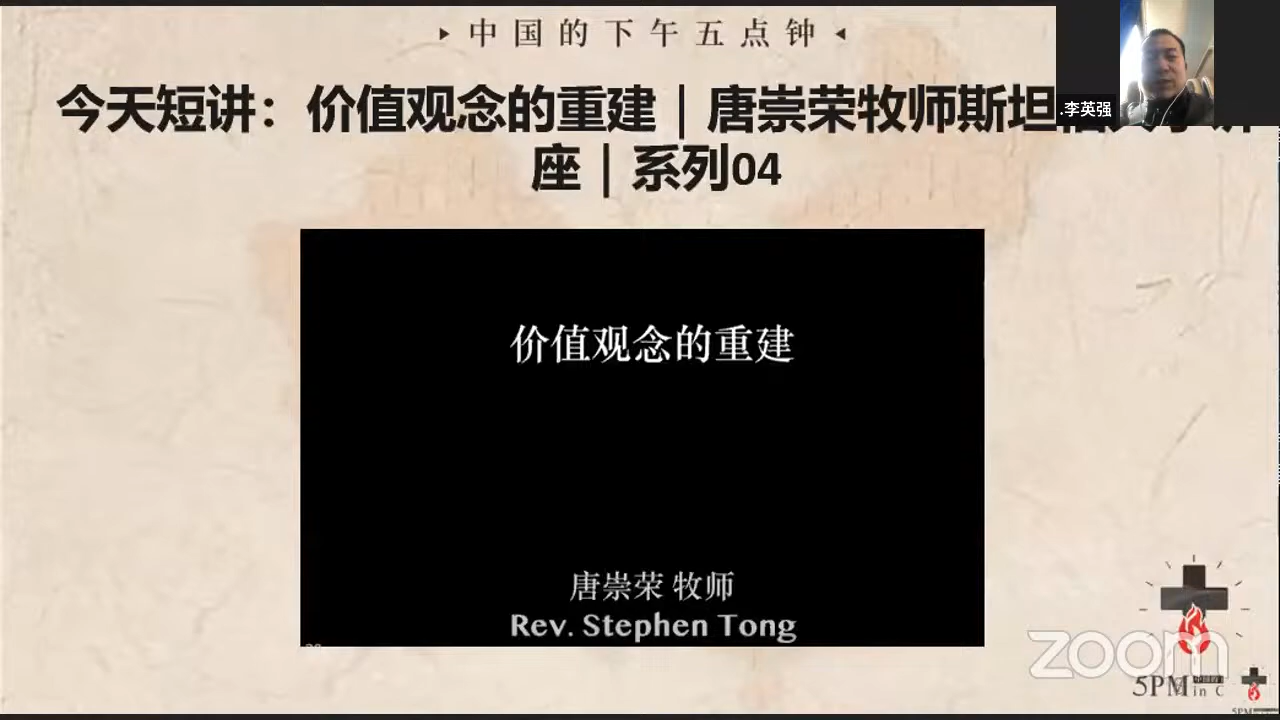 中国的下午五点钟
.李英强
今天短讲：价值观念的重建｜唐崇荣牧师斯坦
座｜系列04
价值观念的重建
唐崇荣 牧师
Rev. Stephen Tong
zoom
5PM in C